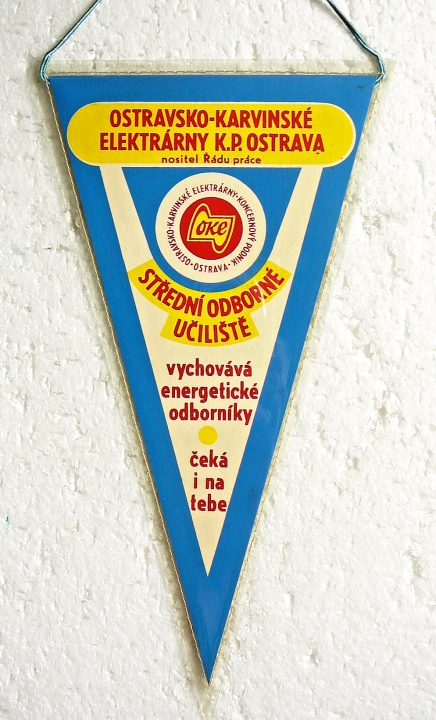 OSTRAVSKO-KARVINSKÉ
ELEKTRÁRNY K.P. OSTRAVA
nositel Řádu práce
OSTRAVSKO-KARVINSKÉ ELEKTRÁRNY-KONCERNOVÝ PODNIK
-OSTRAVA-
OKE
STŘEDNÍ ODBORNÉ
UČILIŠTĚ
vychovává
energetické
odborníky
čeká
i na
tebe